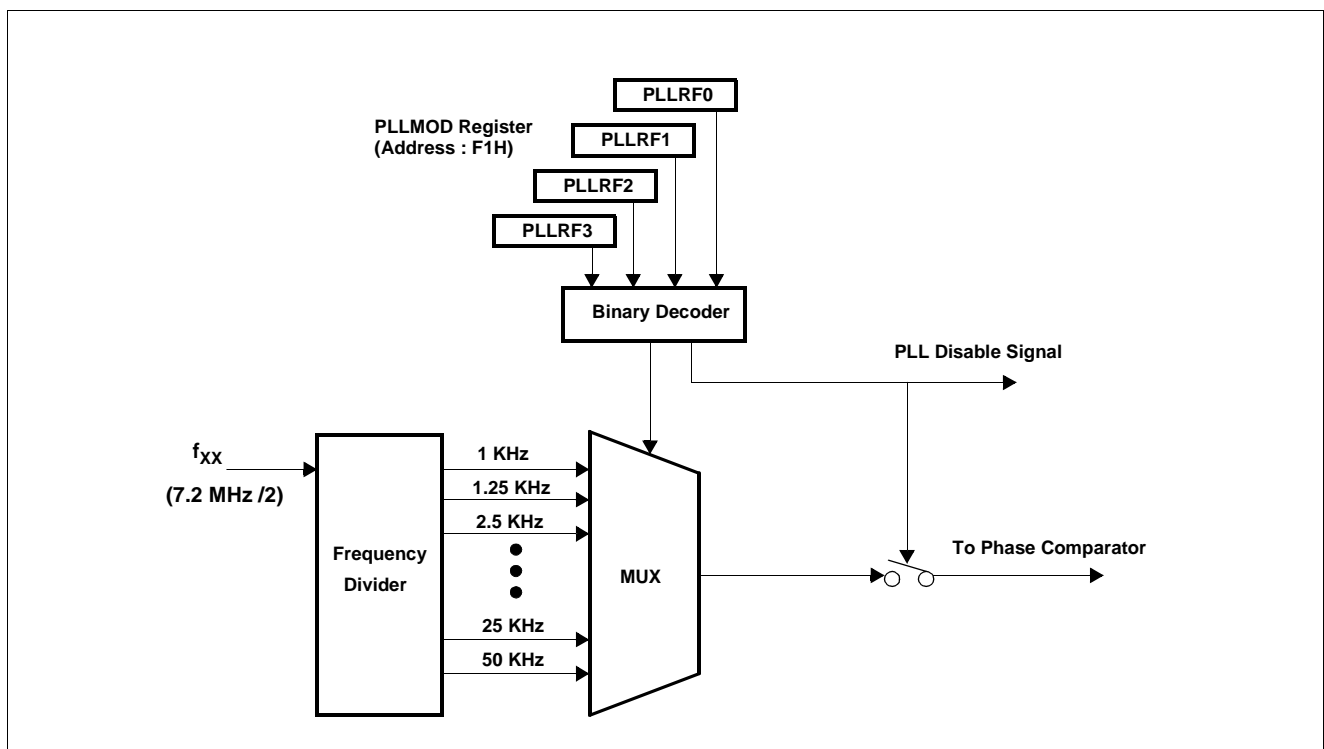 PLLRF0
PLLMOD Register
(Address : F1H)
PLLRF1
PLLRF2
PLLRF3
Binary Decoder
PLL Disable Signal
fXX
(7.2 MHz /2)
Frequency
Divider
1 KHz
1.25 KHz
2.5 KHz
25 KHz
50 KHz
MUX
To Phase Comparator